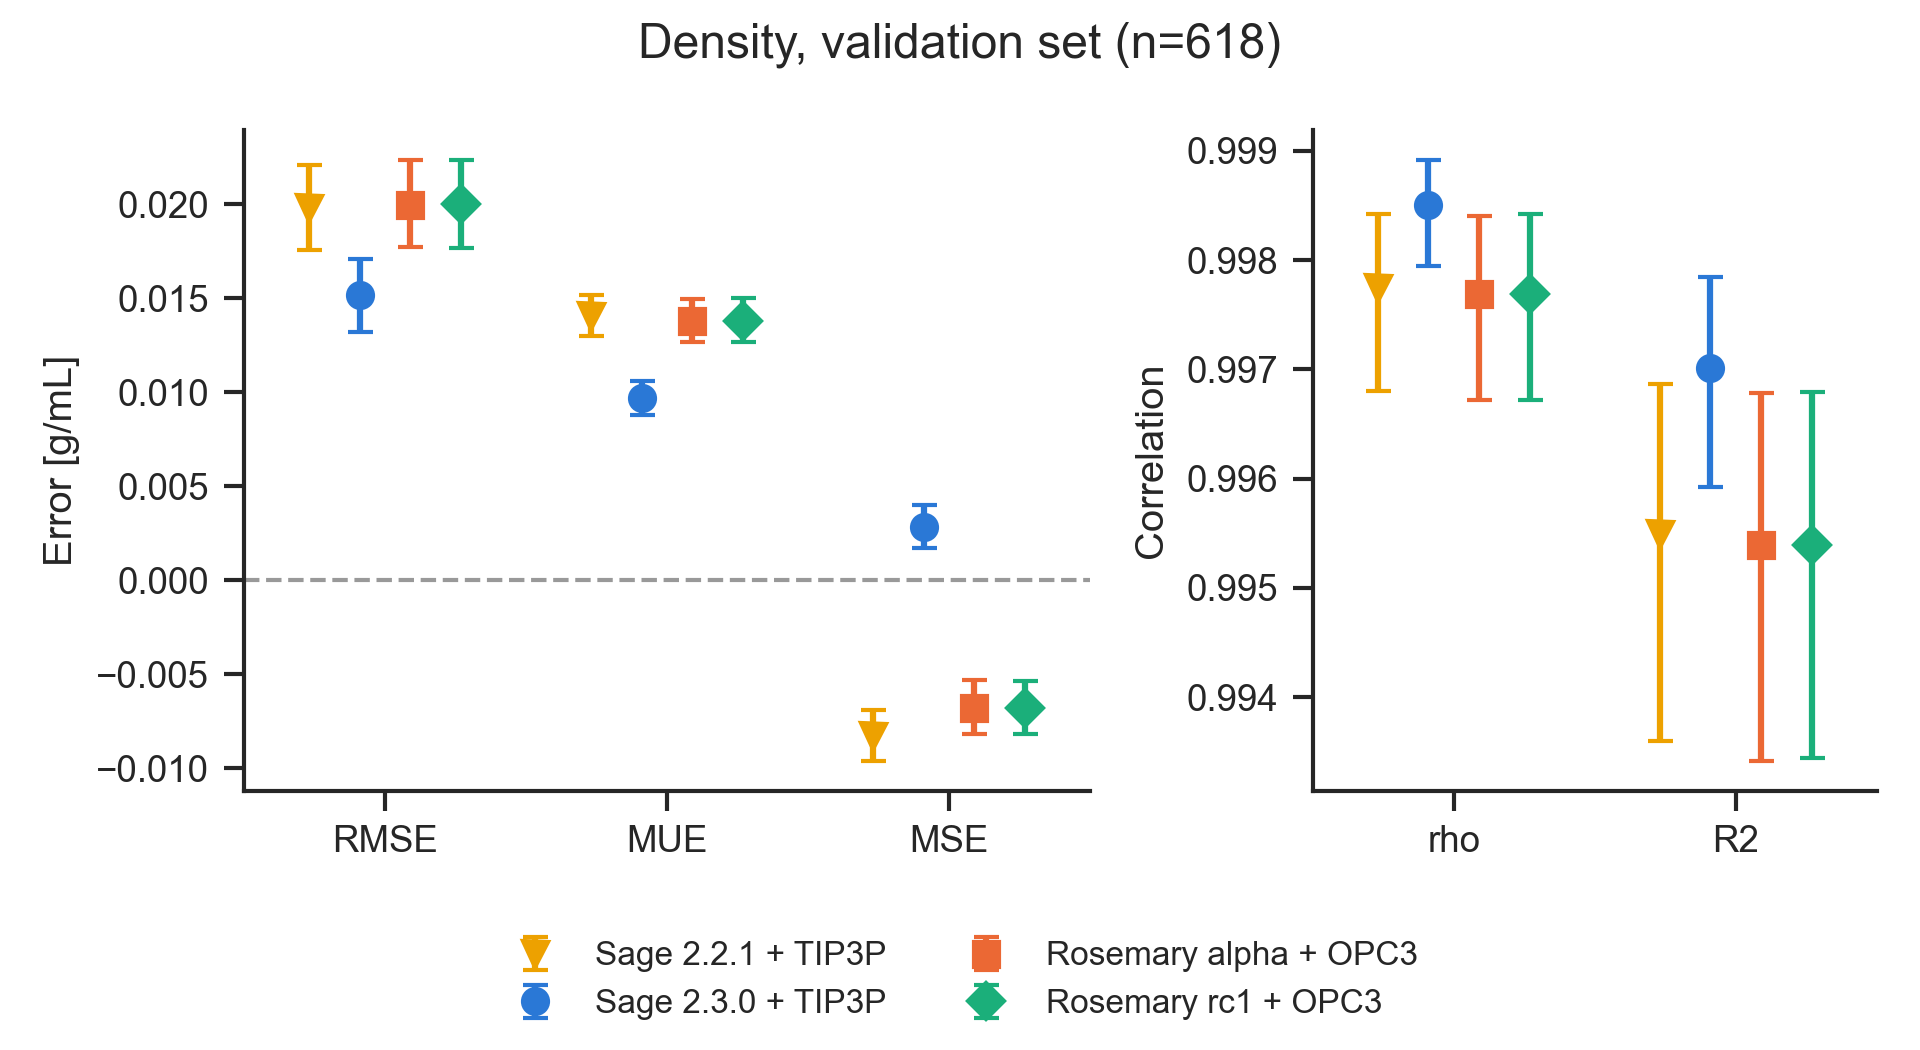 Density, validation set (n=618)
Error [g/mL]
0.020
0.015
0.010
0.005
0.000
−0.005
−0.010
RMSE
MUE
MSE
Correlation
0.999
0.998
0.997
0.996
0.995
0.994
rho
R2
Sage 2.2.1 + TIP3P
Sage 2.3.0 + TIP3P
Rosemary alpha + OPC3
Rosemary rc1 + OPC3